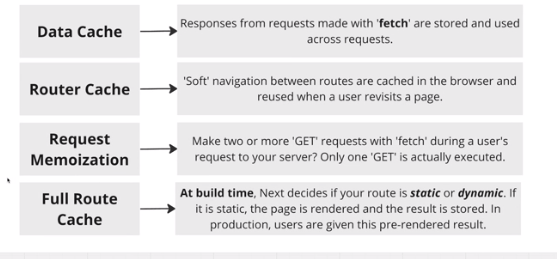 Data Cache
Responses from requests made with 'fetch' are stored and used
across requests.
Router Cache
'Soft' navigation between routes are cached in the browser and
reused when a user revisits a page.
Request
Memoization
Make two or more 'GET' requests with 'fetch' during a user's
request to your server? Only one 'GET' is actually executed.
Full Route
Cache
At build time, Next decides if your route is static or dynamic. If
it is static, the page is rendered and the result is stored. In
production, users are given this pre-rendered result.